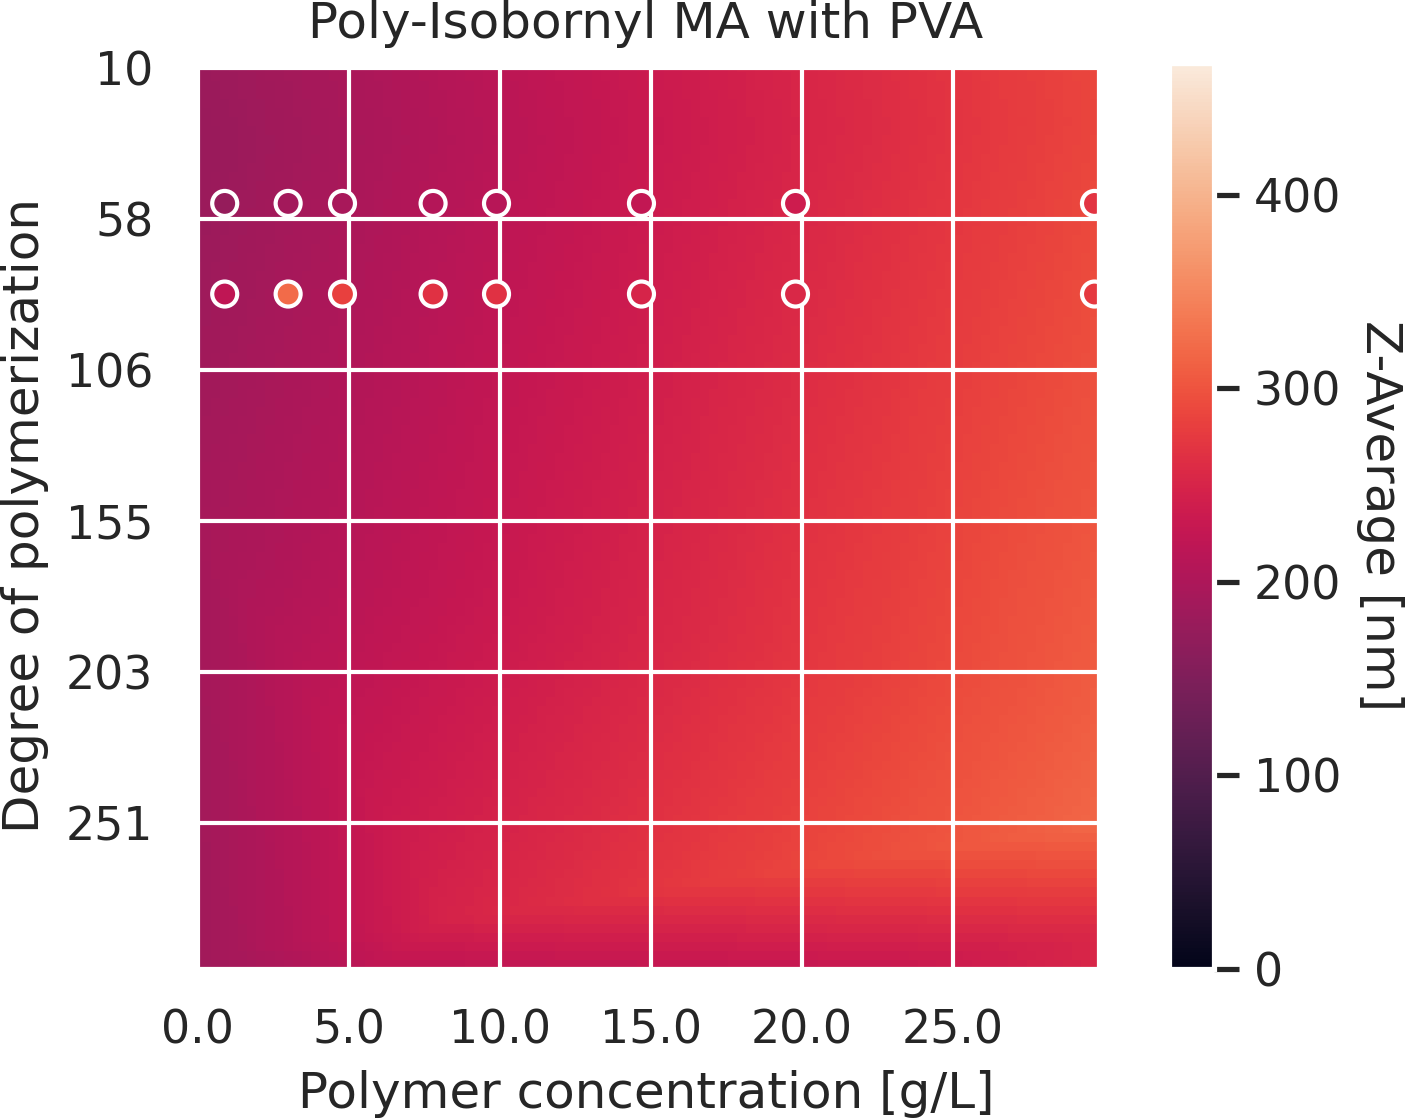 Poly-Isobornyl MA with PVA
10
58
106
155
203
251
Degree of polymerization
0.0 5.0 10.0 15.0 20.0 25.0
Polymer concentration [g/L]
400
300
200
100
0
Z-Average [nm]